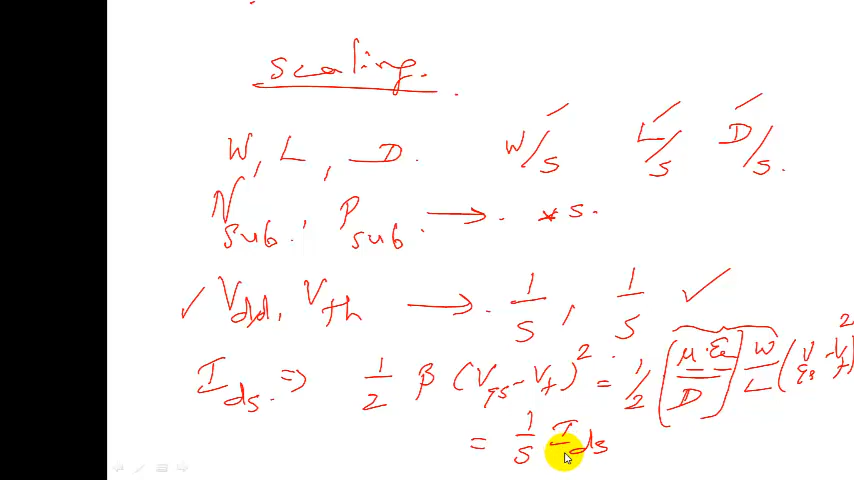 scaling.
W, L, D. W/S L/S D/S.
N sub., P sub. → . * s.
✓ Vdd, Vth → . 1/S, 1/S ✓
Ids. ⇒ 1/2 β (Vgs - Vt)² = 1/2 (μ·ε/D) W/L (Vgs - Vt)²
= 1/S Ids